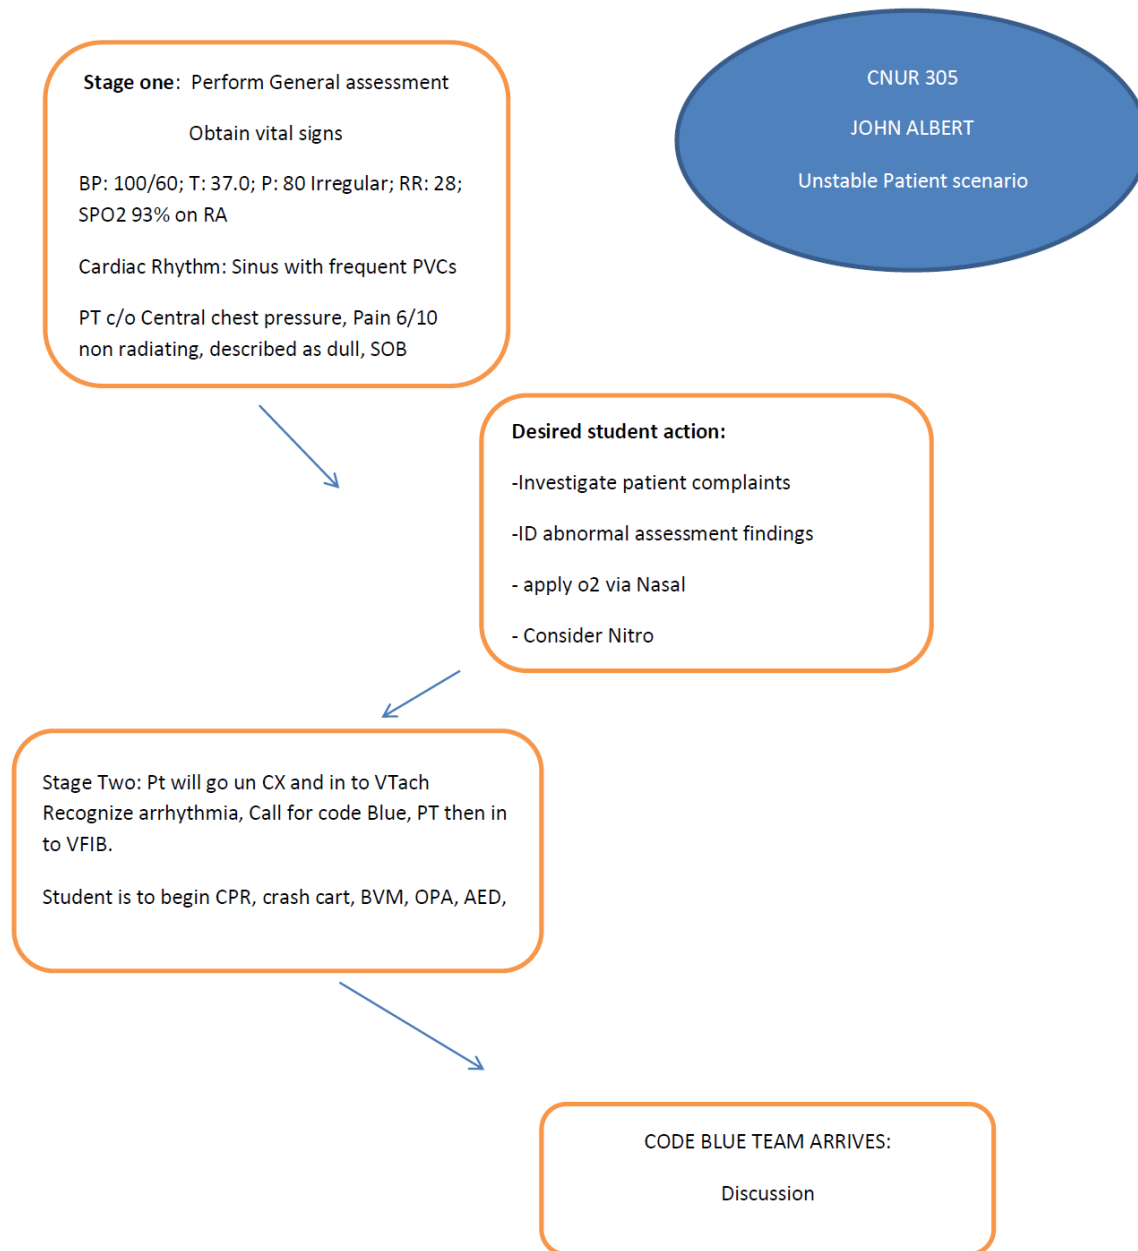 Stage one: Perform General assessment
Obtain vital signs
BP: 100/60; T: 37.0; P: 80 Irregular; RR: 28;
SPO2 93% on RA
Cardiac Rhythm: Sinus with frequent PVCs
PT c/o Central chest pressure, Pain 6/10
non radiating, described as dull, SOB
CNUR 305
JOHN ALBERT
Unstable Patient scenario
Desired student action:
-Investigate patient complaints
-ID abnormal assessment findings
- apply o2 via Nasal
- Consider Nitro
Stage Two: Pt will go un CX and in to VTach
Recognize arrhythmia, Call for code Blue, PT then in
to VFIB.
Student is to begin CPR, crash cart, BVM, OPA, AED,
CODE BLUE TEAM ARRIVES:
Discussion